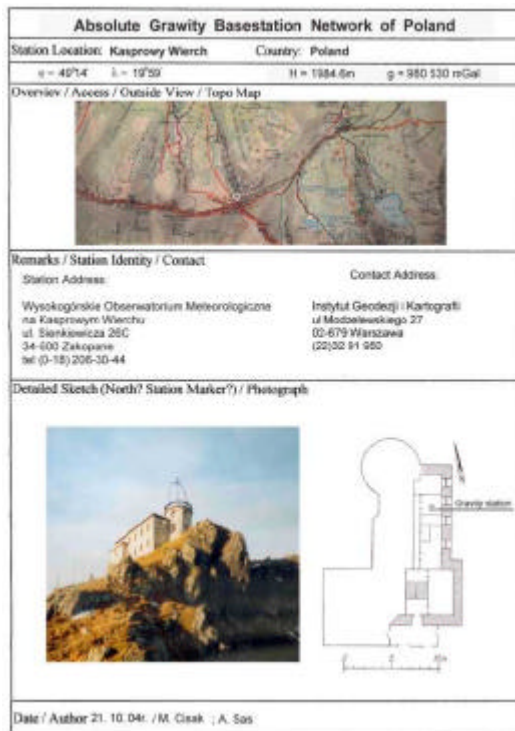 Absolute Grawity Basestation Network of Poland
Station Location: Kasprowy Wierch Country: Poland
φ = 49°14' λ = 19°59' H = 1984.6m g = 980 530 mGal
Overviev / Access / Outside View / Topo Map
Remarks / Station Identity / Contact
Station Address:
Wysokogórskie Obserwatorium Meteorologiczne
na Kasprowym Wierchu
ul. Sienkiewicza 26C
34-500 Zakopane
tel (0-18) 206-30-44
Contact Address:
Instytut Geodezji i Kartografii
ul Modzelewskiego 27
02-679 Warszawa
(22)32 91 950
Detailed Sketch (North? Station Marker?) / Photograph
Gravity station
Date / Author 21. 10. 04r. / M. Cisak ; A. Sas